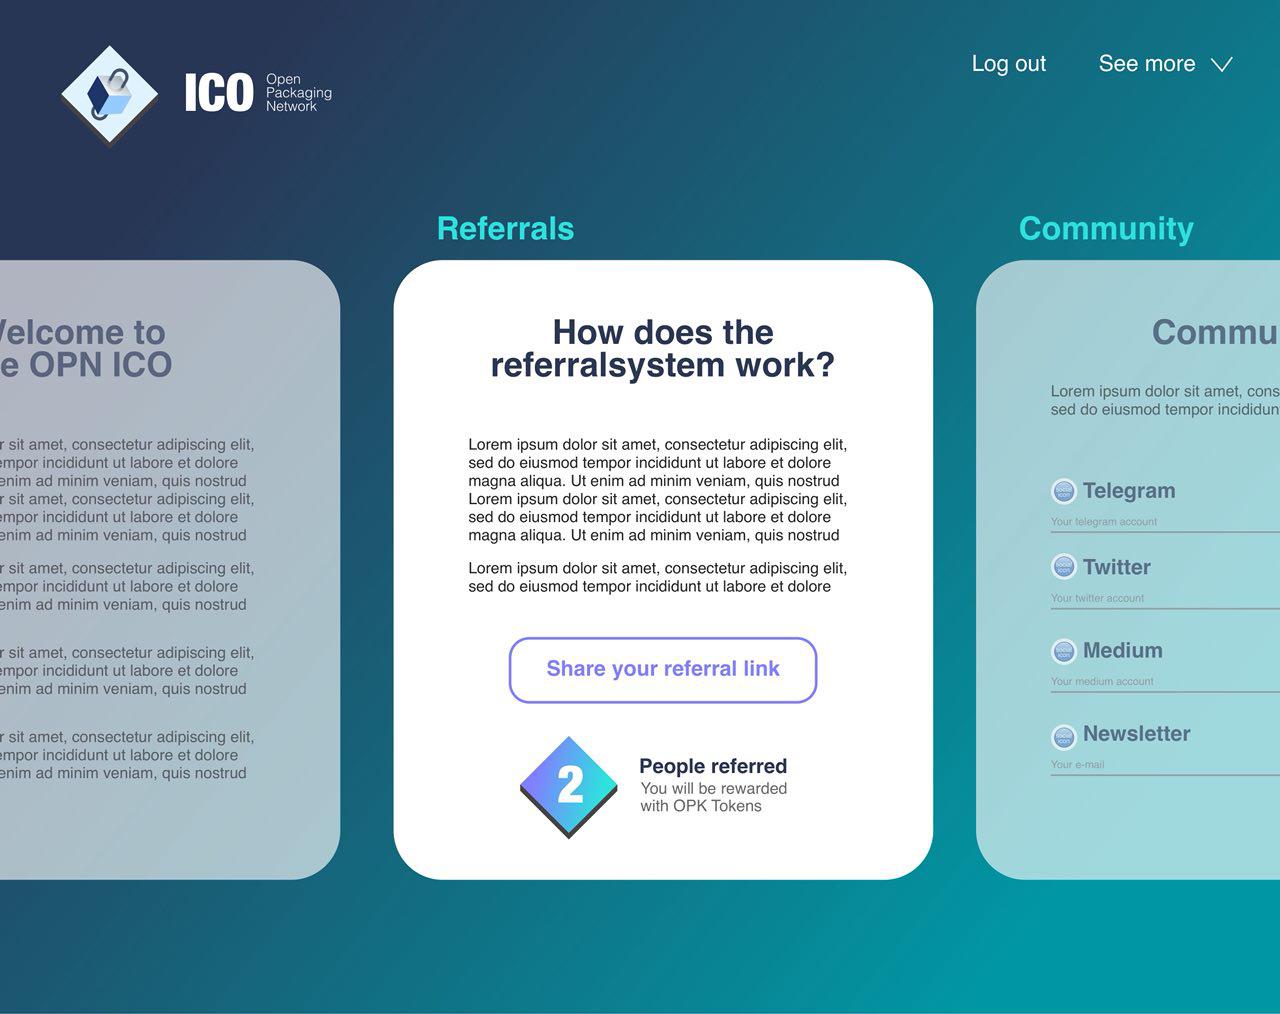 ICO
Open
Packaging
Network
Log out
See more
Welcome to
e OPN ICO
r sit amet, consectetur adipiscing elit,
empor incididunt ut labore et dolore
enim ad minim veniam, quis nostrud
r sit amet, consectetur adipiscing elit,
empor incididunt ut labore et dolore
enim ad minim veniam, quis nostrud
r sit amet, consectetur adipiscing elit,
empor incididunt ut labore et dolore
enim ad minim veniam, quis nostrud
r sit amet, consectetur adipiscing elit,
empor incididunt ut labore et dolore
enim ad minim veniam, quis nostrud
r sit amet, consectetur adipiscing elit,
empor incididunt ut labore et dolore
enim ad minim veniam, quis nostrud
Referrals
How does the
referralsystem work?
Lorem ipsum dolor sit amet, consectetur adipiscing elit,
sed do eiusmod tempor incididunt ut labore et dolore
magna aliqua. Ut enim ad minim veniam, quis nostrud
Lorem ipsum dolor sit amet, consectetur adipiscing elit,
sed do eiusmod tempor incididunt ut labore et dolore
magna aliqua. Ut enim ad minim veniam, quis nostrud
Lorem ipsum dolor sit amet, consectetur adipiscing elit,
sed do eiusmod tempor incididunt ut labore et dolore
Share your referral link
2
People referred
You will be rewarded
with OPK Tokens
Community
Commu
Lorem ipsum dolor sit amet, cons
sed do eiusmod tempor incididun
social
icon
Telegram
Your telegram account
social
icon
Twitter
Your twitter account
social
icon
Medium
Your medium account
social
icon
Newsletter
Your e-mail